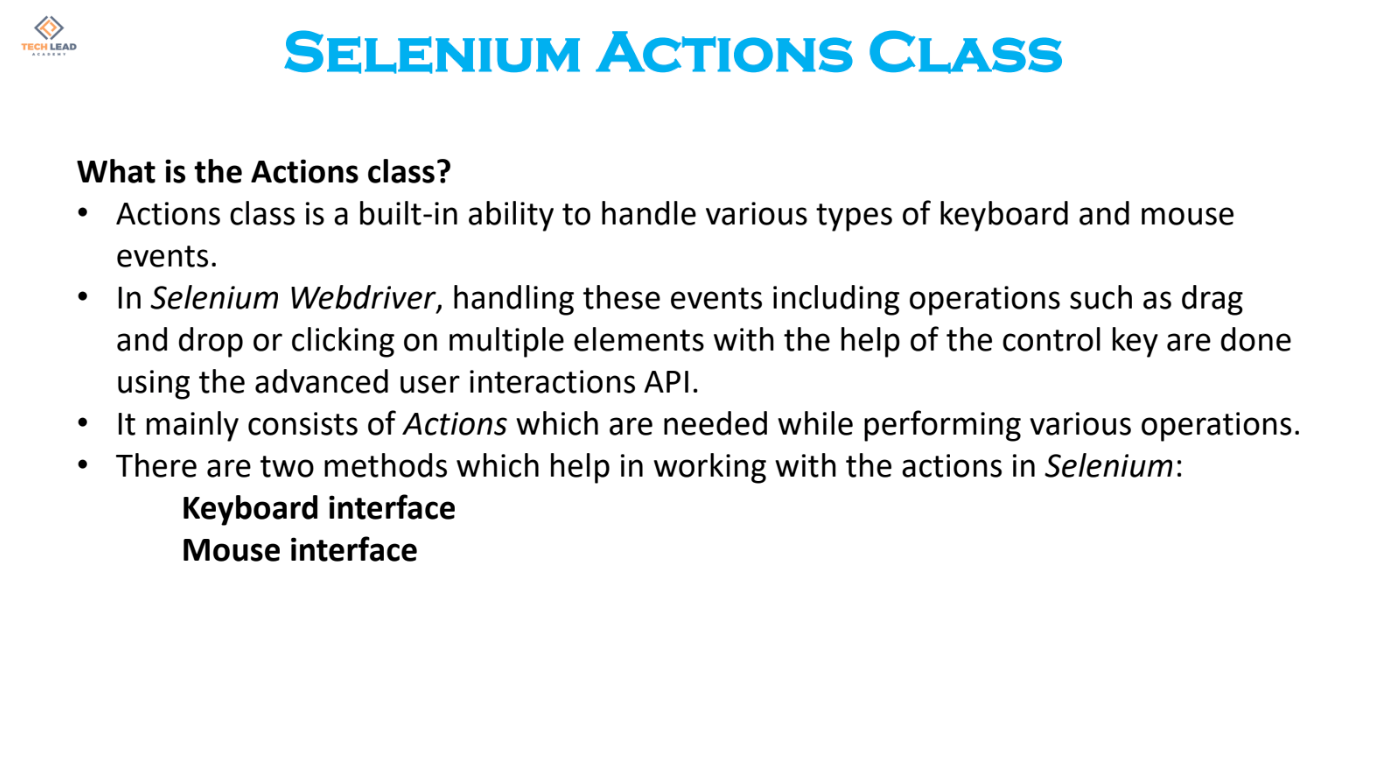 TECH LEAD
ACADEMY
SELENIUM ACTIONS CLASS
What is the Actions class?
• Actions class is a built-in ability to handle various types of keyboard and mouse
events.
• In Selenium Webdriver, handling these events including operations such as drag
and drop or clicking on multiple elements with the help of the control key are done
using the advanced user interactions API.
• It mainly consists of Actions which are needed while performing various operations.
• There are two methods which help in working with the actions in Selenium:
Keyboard interface
Mouse interface